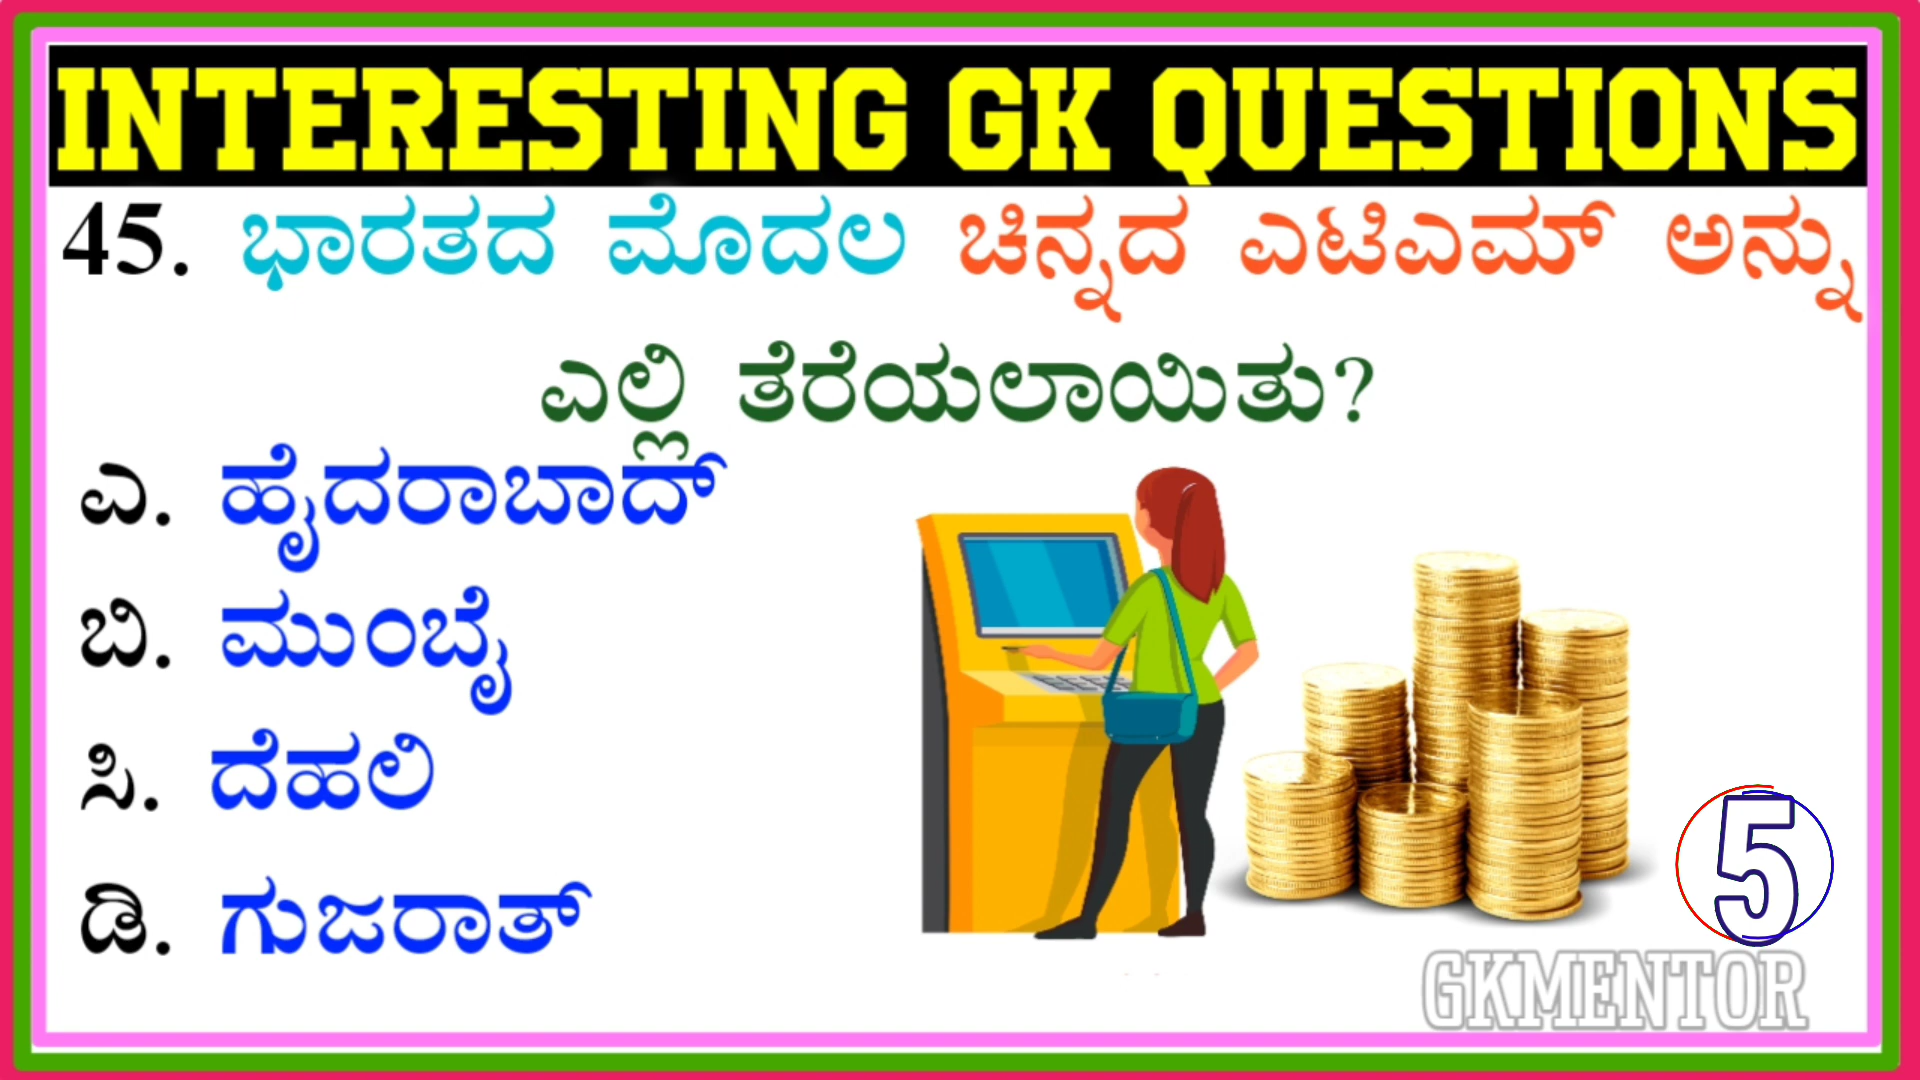 INTERESTING GK QUESTIONS
45. ಭಾರತದ ಮೊದಲ ಚಿನ್ನದ ಎಟಿಎಮ್ ಅನ್ನು
ಎಲ್ಲಿ ತೆರೆಯಲಾಯಿತು?
ಎ. ಹೈದರಾಬಾದ್
ಬಿ. ಮುಂಬೈ
ಸಿ. ದೆಹಲಿ
ಡಿ. ಗುಜರಾತ್
5
GKMENTOR